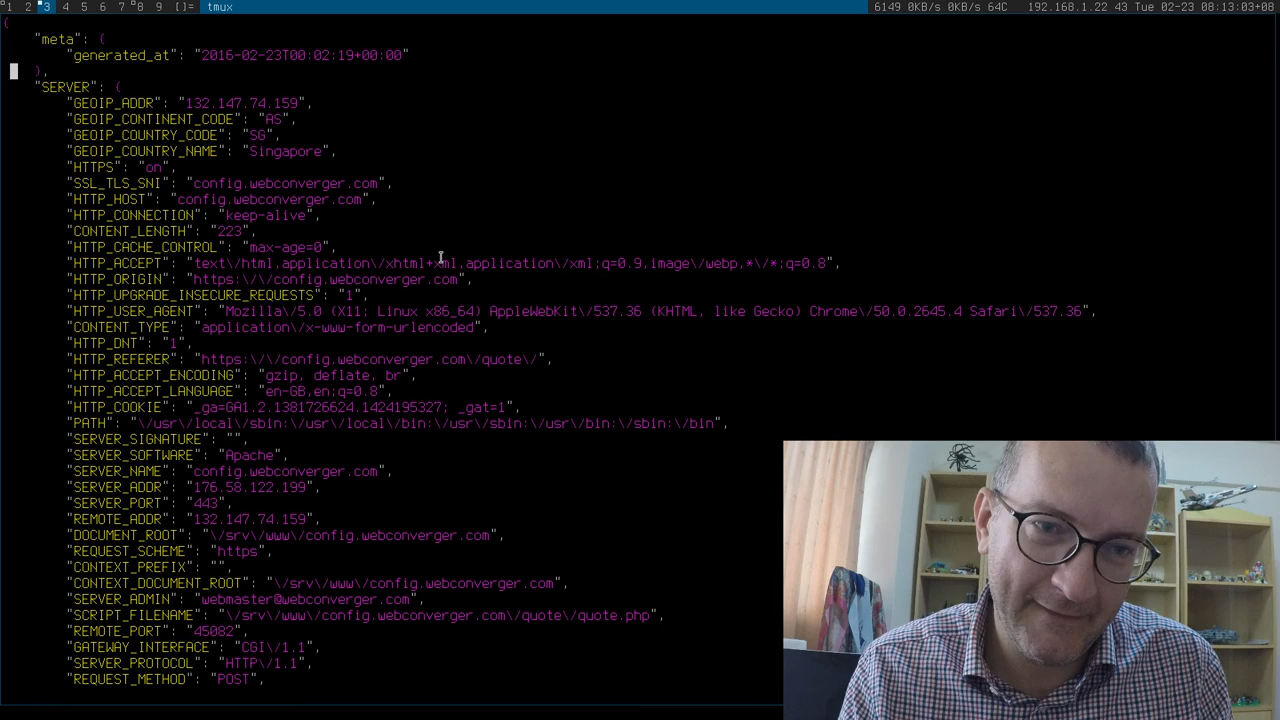 1 2 3 4 5 6 7 8 9 []= tmux 6149 0KB/s 0KB/s 64C 192.168.1.22 43 Tue 02-23 08:13:03+08
{
"meta": {
"generated_at": "2016-02-23T00:02:19+00:00"
},
"SERVER": {
"GEOIP_ADDR": "132.147.74.159",
"GEOIP_CONTINENT_CODE": "AS",
"GEOIP_COUNTRY_CODE": "SG",
"GEOIP_COUNTRY_NAME": "Singapore",
"HTTPS": "on",
"SSL_TLS_SNI": "config.webconverger.com",
"HTTP_HOST": "config.webconverger.com",
"HTTP_CONNECTION": "keep-alive",
"CONTENT_LENGTH": "223",
"HTTP_CACHE_CONTROL": "max-age=0",
"HTTP_ACCEPT": "text\/html,application\/xhtml+xml,application\/xml;q=0.9,image\/webp,*\/*;q=0.8",
"HTTP_ORIGIN": "https:\/\/config.webconverger.com",
"HTTP_UPGRADE_INSECURE_REQUESTS": "1",
"HTTP_USER_AGENT": "Mozilla\/5.0 (X11; Linux x86_64) AppleWebKit\/537.36 (KHTML, like Gecko) Chrome\/50.0.2645.4 Safari\/537.36",
"CONTENT_TYPE": "application\/x-www-form-urlencoded",
"HTTP_DNT": "1",
"HTTP_REFERER": "https:\/\/config.webconverger.com\/quote\/",
"HTTP_ACCEPT_ENCODING": "gzip, deflate, br",
"HTTP_ACCEPT_LANGUAGE": "en-GB,en;q=0.8",
"HTTP_COOKIE": "_ga=GA1.2.1381726624.1424195327; _gat=1",
"PATH": "\/usr\/local\/sbin:\/usr\/local\/bin:\/usr\/sbin:\/usr\/bin:\/sbin:\/bin",
"SERVER_SIGNATURE": "",
"SERVER_SOFTWARE": "Apache",
"SERVER_NAME": "config.webconverger.com",
"SERVER_ADDR": "176.58.122.199",
"SERVER_PORT": "443",
"REMOTE_ADDR": "132.147.74.159",
"DOCUMENT_ROOT": "\/srv\/www\/config.webconverger.com",
"REQUEST_SCHEME": "https",
"CONTEXT_PREFIX": "",
"CONTEXT_DOCUMENT_ROOT": "\/srv\/www\/config.webconverger.com",
"SERVER_ADMIN": "webmaster@webconverger.com",
"SCRIPT_FILENAME": "\/srv\/www\/config.webconverger.com\/quote\/quote.php",
"REMOTE_PORT": "45082",
"GATEWAY_INTERFACE": "CGI\/1.1",
"SERVER_PROTOCOL": "HTTP\/1.1",
"REQUEST_METHOD": "POST",